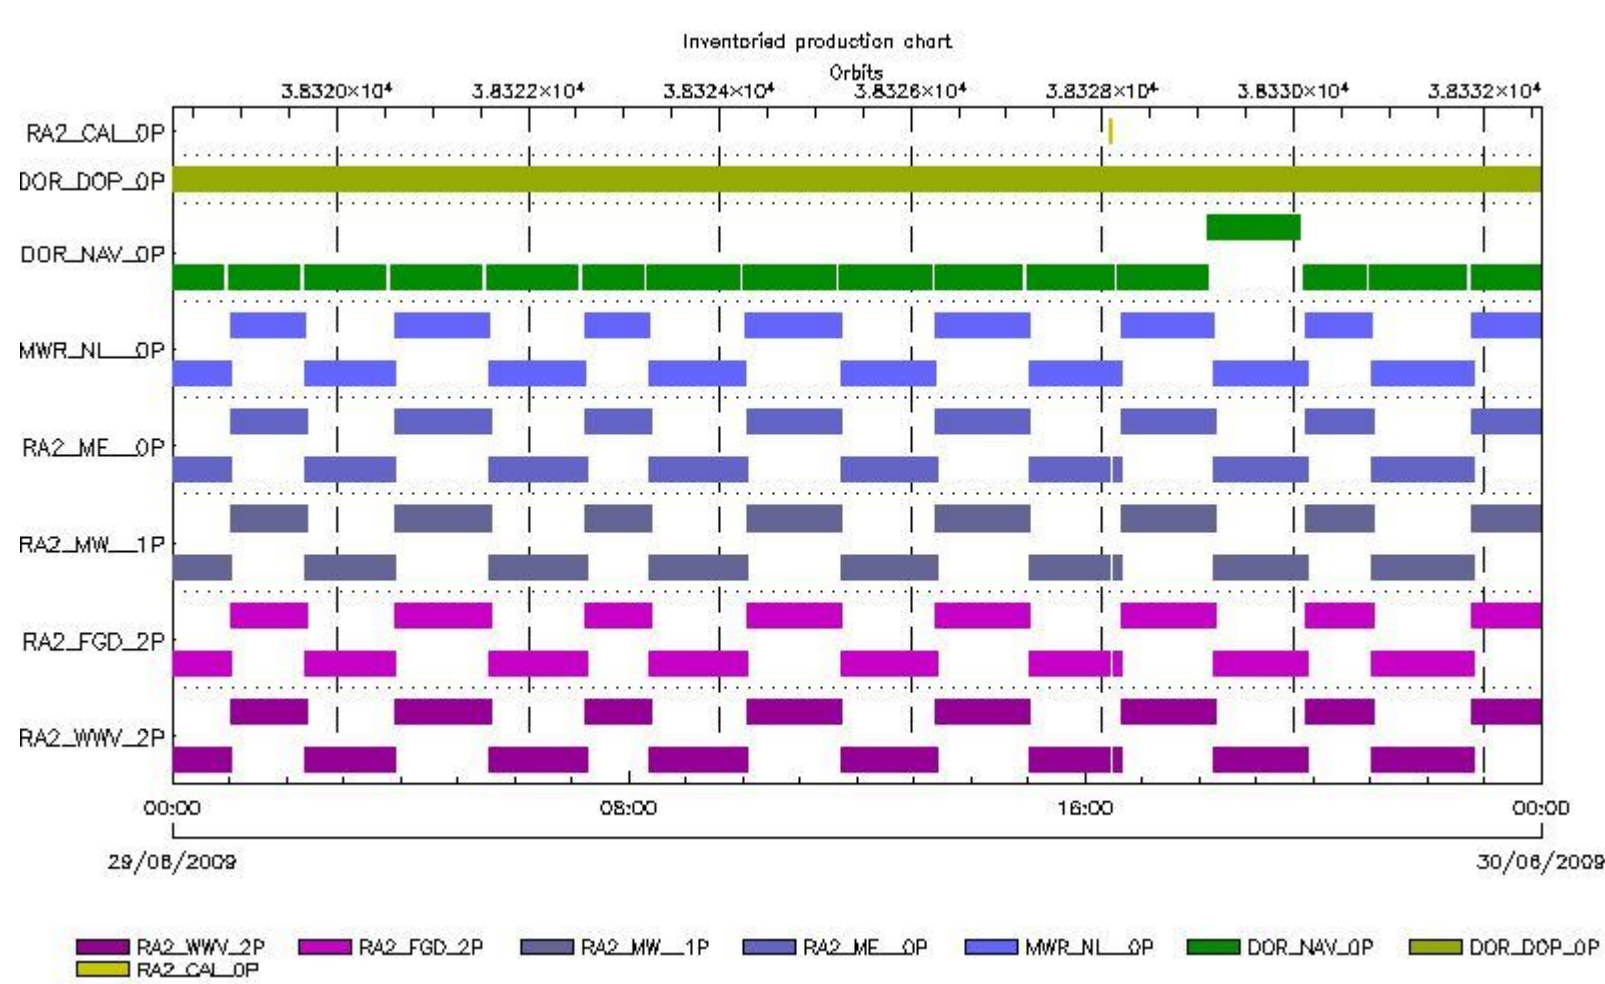 Inventoried production chart
Orbits
3.8320×10⁴ 3.8322×10⁴ 3.8324×10⁴ 3.8326×10⁴ 3.8328×10⁴ 3.8330×10⁴ 3.8332×10⁴
RA2_CAL_0P
DOR_DOP_0P
DOR_NAV_0P
MWR_NL__0P
RA2_ME__0P
RA2_MW__1P
RA2_FGD_2P
RA2_WWV_2P
00:00 08:00 16:00 00:00
29/06/2009 30/06/2009
RA2_WWV_2P RA2_FGD_2P RA2_MW__1P RA2_ME__0P MWR_NL__0P DOR_NAV_0P DOR_DOP_0P
RA2_CAL_0P